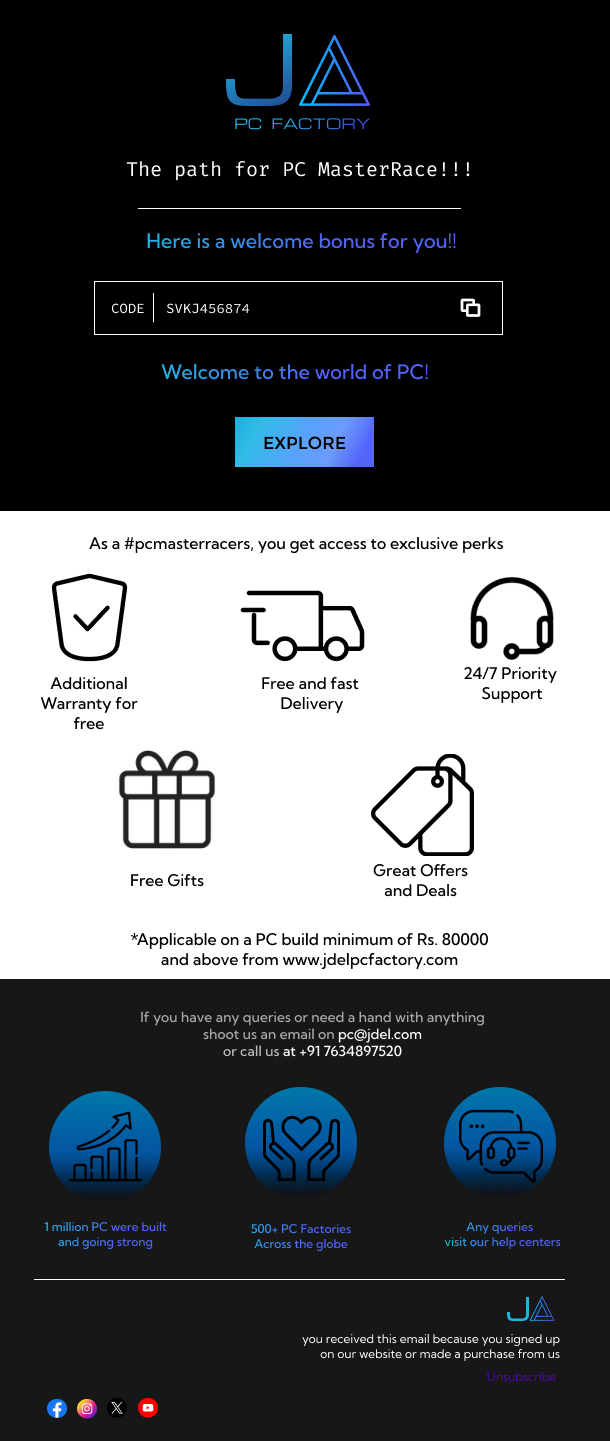 PC FACTORY
The path for PC MasterRace!!!
Here is a welcome bonus for you!!
CODE SVKJ456874
Welcome to the world of PC!
EXPLORE
As a #pcmasterracers, you get access to exclusive perks
Additional
Warranty for
free
Free and fast
Delivery
24/7 Priority
Support
Free Gifts
Great Offers
and Deals
*Applicable on a PC build minimum of Rs. 80000
and above from www.jdelpcfactory.com
If you have any queries or need a hand with anything
shoot us an email on pc@jdel.com
or call us at +91 7634897520
1 million PC were built
and going strong
500+ PC Factories
Across the globe
Any queries
visit our help centers
you received this email because you signed up
on our website or made a purchase from us
Unsubscribe